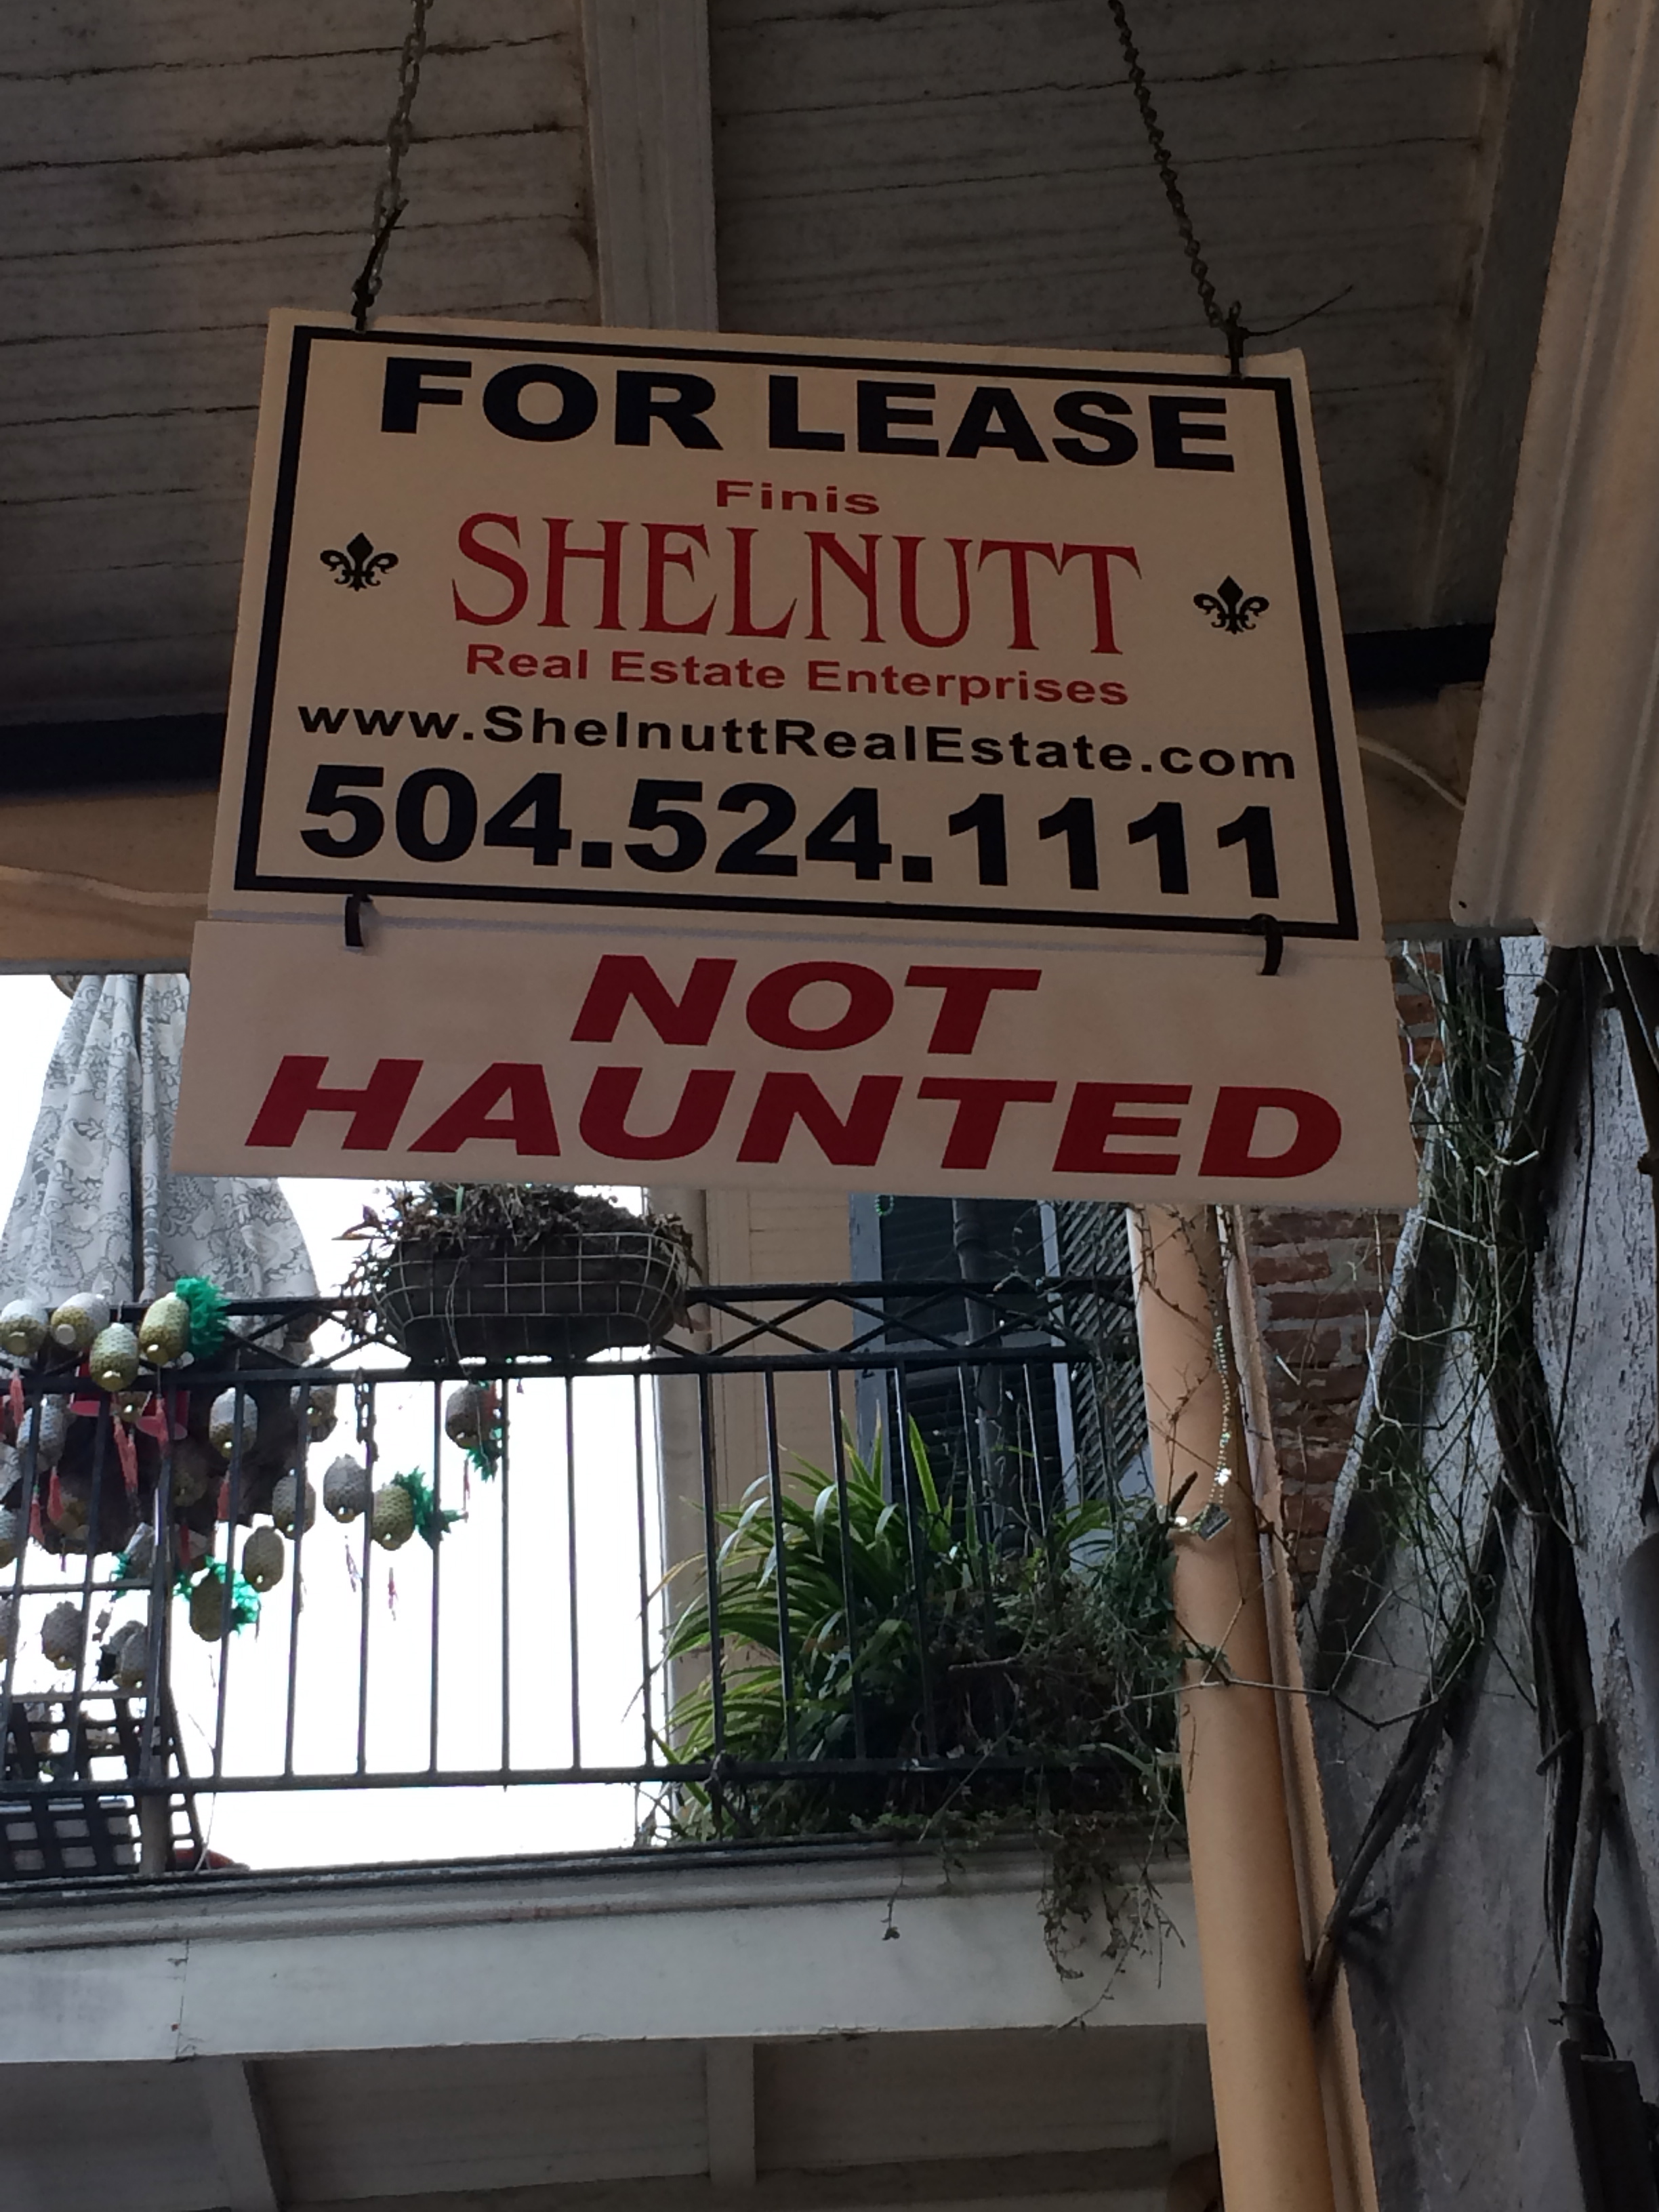 FOR LEASE
Finis
SHELNUTT
Real Estate Enterprises
www.ShelnuttRealEstate.com
504.524.1111
NOT
HAUNTED